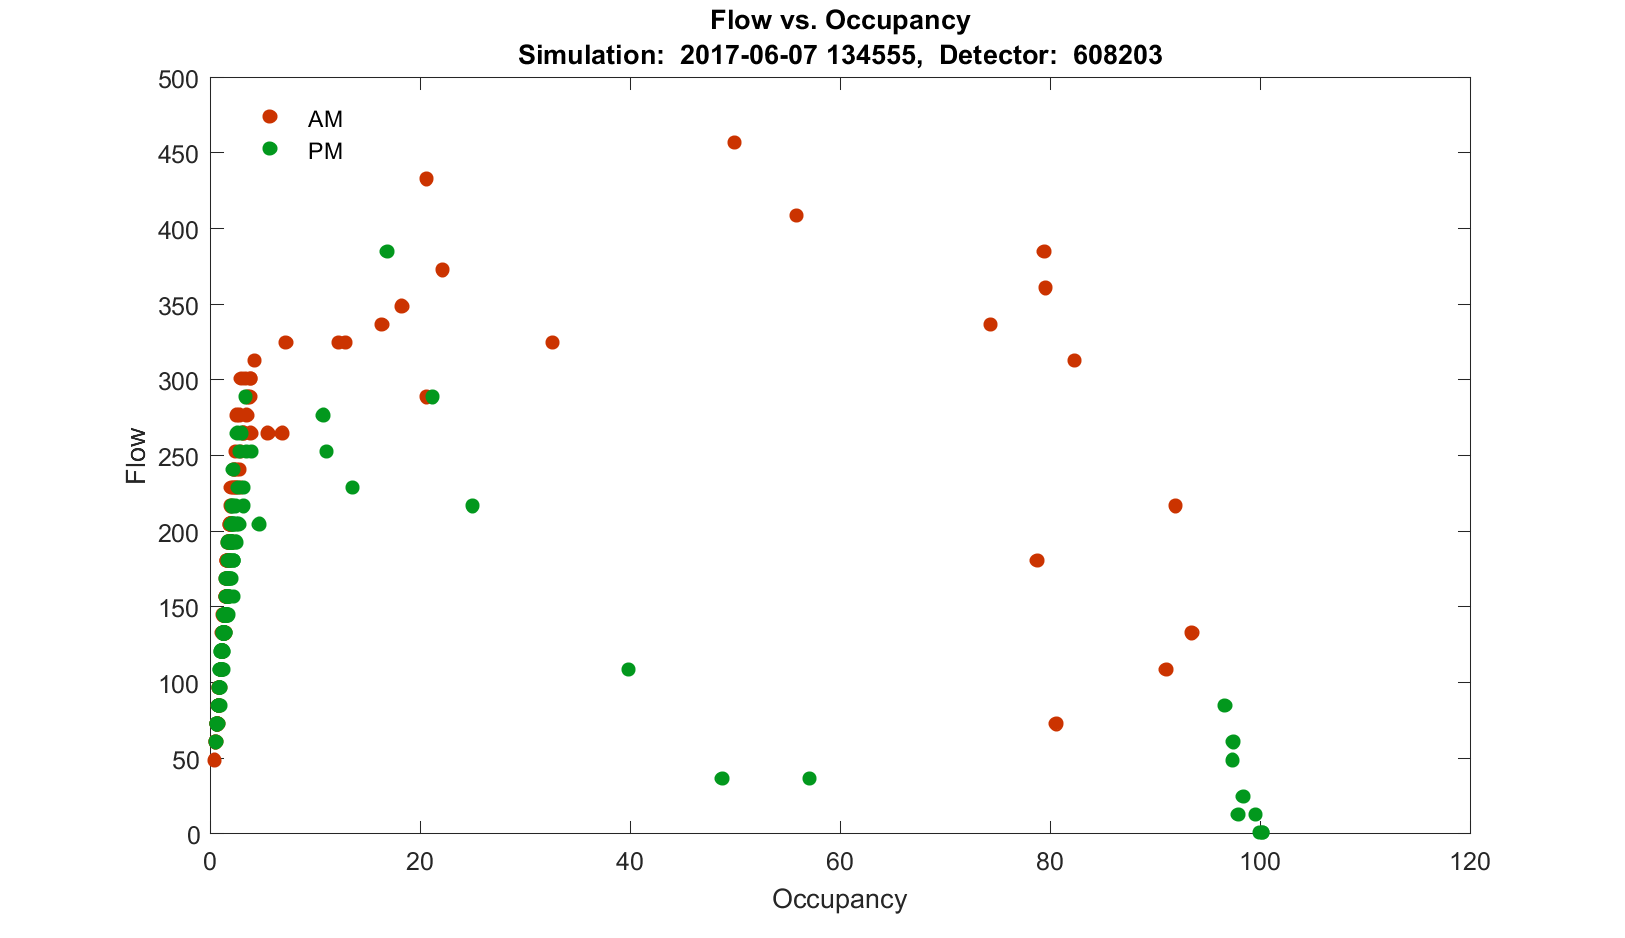 Flow vs. Occupancy
Simulation:  2017-06-07 134555,  Detector:  608203
AM
PM
500
450
400
350
300
250
200
150
100
50
0
Flow
0 20 40 60 80 100 120
Occupancy